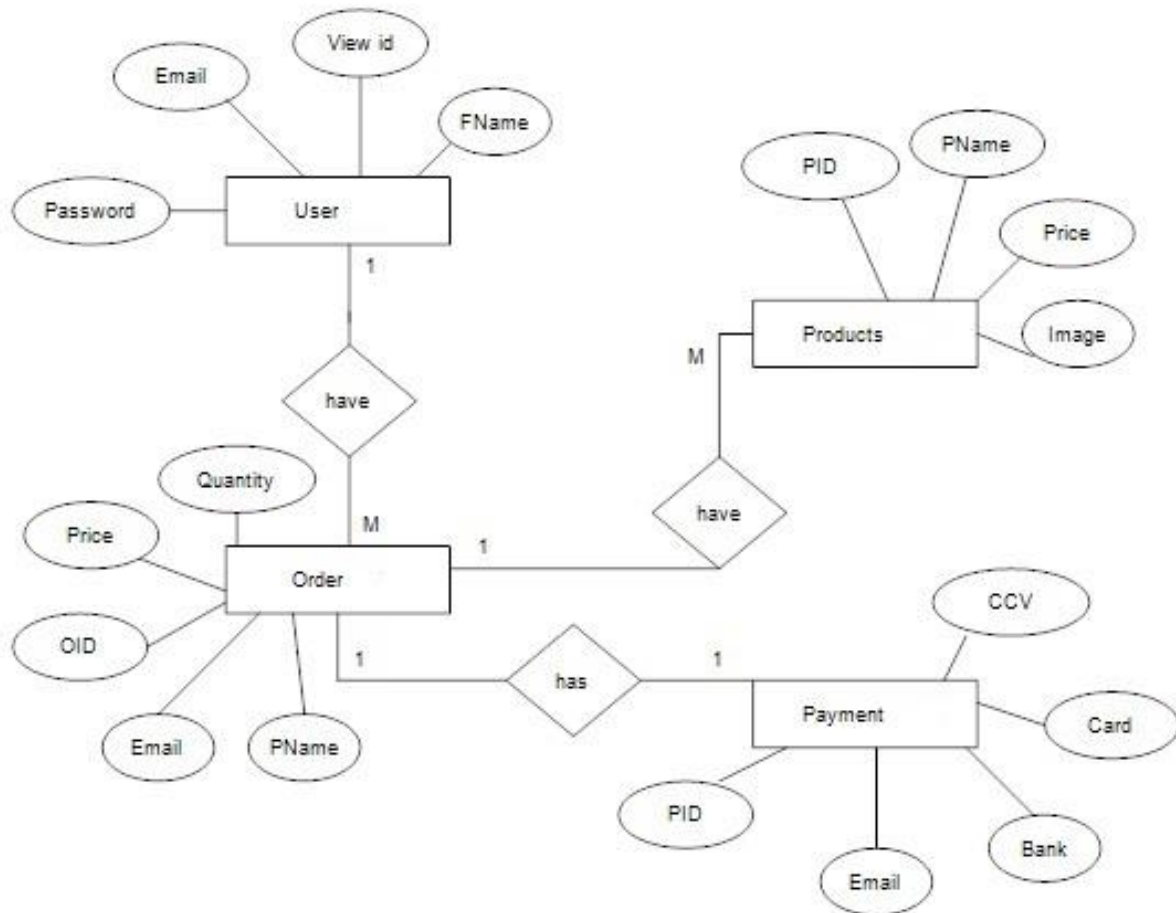 View id
Email
FName
Password
User
1
have
M
PID
PName
Price
Image
Products
M
have
1
Quantity
Price
OID
Email
PName
Order
1
has
1
CCV
Card
Payment
PID
Email
Bank